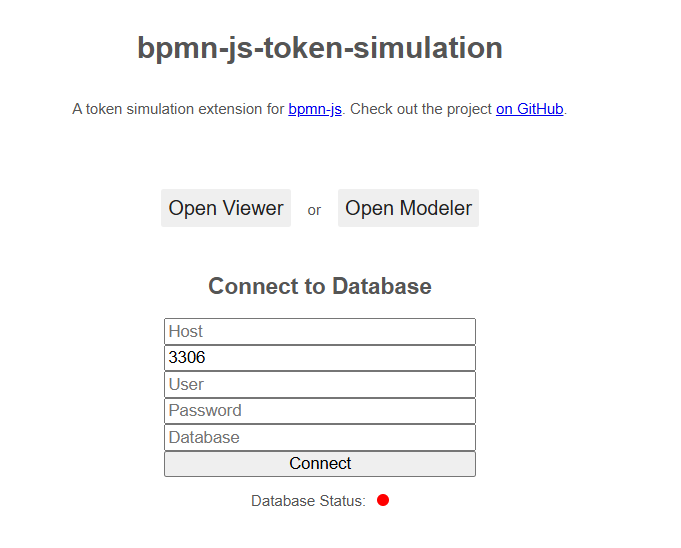 bpmn-js-token-simulation
A token simulation extension for bpmn-js. Check out the project on GitHub.
Open Viewer or Open Modeler
Connect to Database
Host
3306
User
Password
Database
Connect
Database Status: